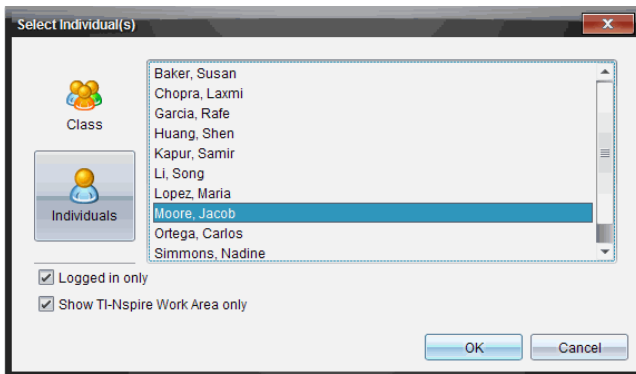 Select Individual(s)
Class
Individuals
Baker, Susan
Chopra, Laxmi
Garcia, Rafe
Huang, Shen
Kapur, Samir
Li, Song
Lopez, Maria
Moore, Jacob
Ortega, Carlos
Simmons, Nadine
Logged in only
Show TI-Nspire Work Area only
OK
Cancel